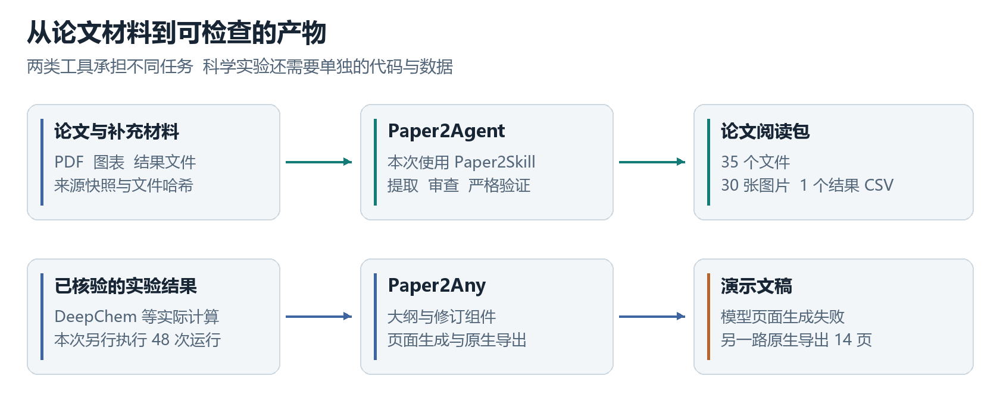 从论文材料到可检查的产物
两类工具承担不同任务 科学实验还需要单独的代码与数据
论文与补充材料
PDF 图表 结果文件
来源快照与文件哈希
Paper2Agent
本次使用 Paper2Skill
提取 审查 严格验证
论文阅读包
35 个文件
30 张图片 1 个结果 CSV
已核验的实验结果
DeepChem 等实际计算
本次另行执行 48 次运行
Paper2Any
大纲与修订组件
页面生成与原生导出
演示文稿
模型页面生成失败
另一路原生导出 14 页